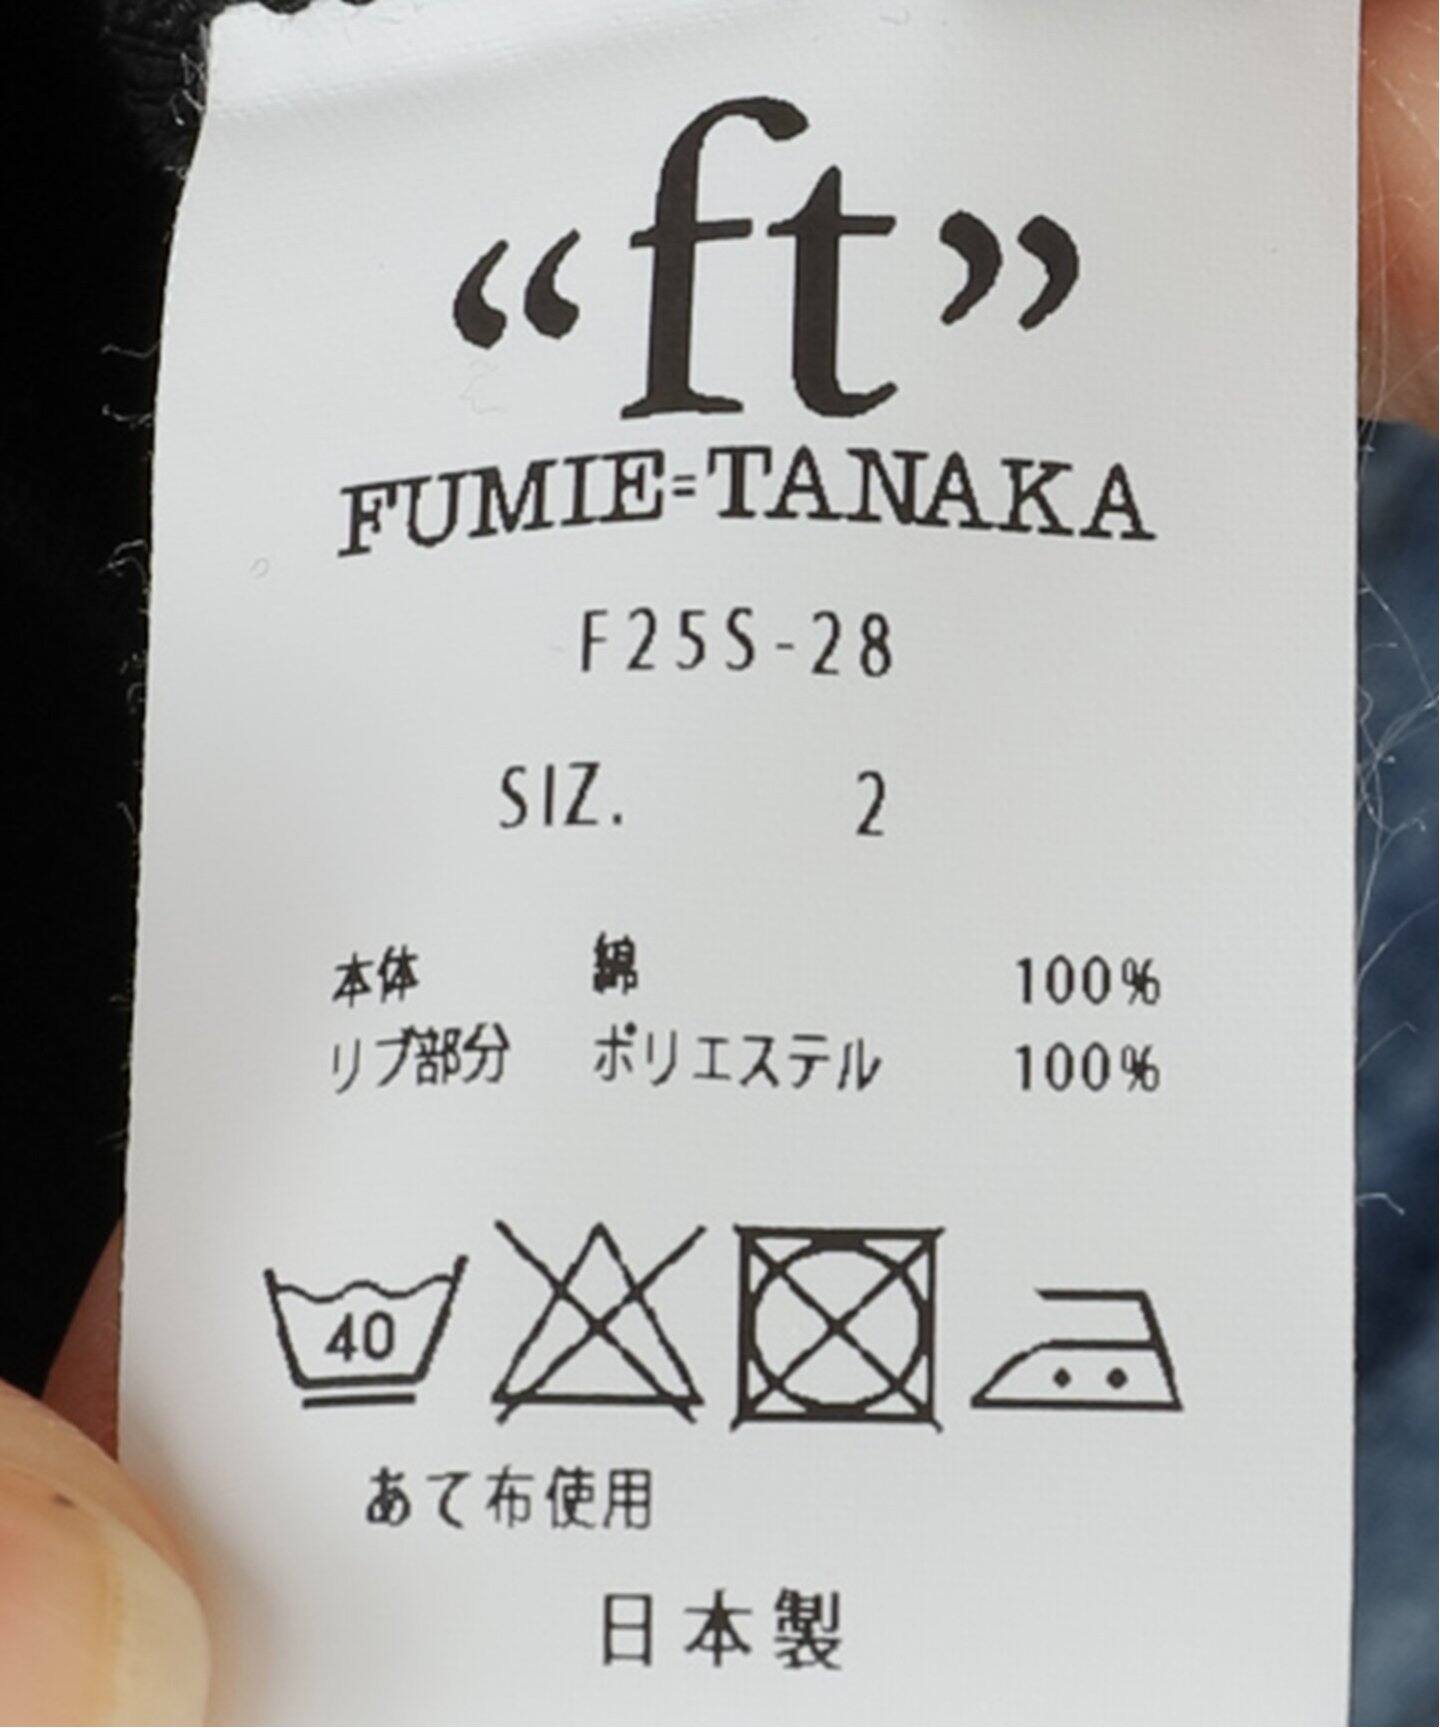 “ft”
FUMIE=TANAKA
F25S-28
SIZ. 2
本体 綿 100%
リブ部分 ポリエステル 100%
40
あて布使用
日本製